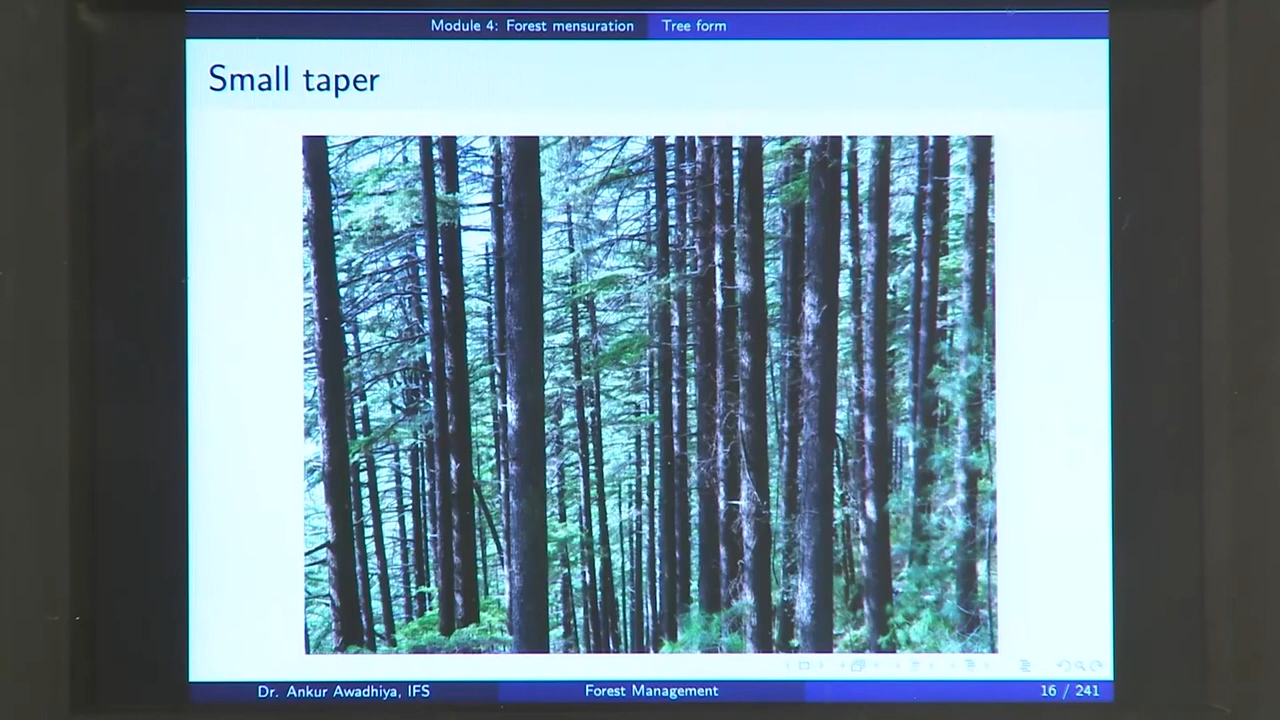 Module 4: Forest mensuration Tree form
Small taper
Dr. Ankur Awadhiya, IFS Forest Management 16 / 241